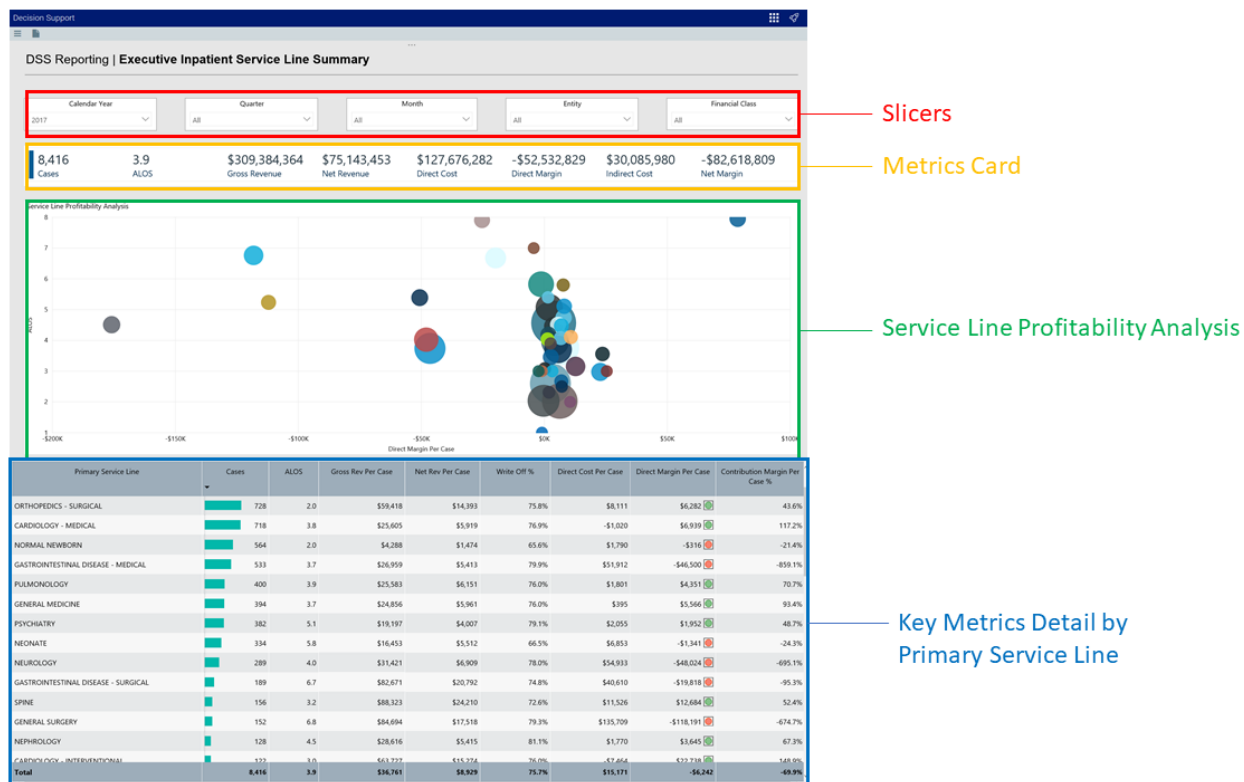 Decision Support
DSS Reporting | Executive Inpatient Service Line Summary
Calendar Year Quarter Month Entity Financial Class
2017 All All All All
Slicers
8,416 3.9 $309,384,364 $75,143,453 $127,676,282 -$52,532,829 $30,085,980 -$82,618,809
Cases ALOS Gross Revenue Net Revenue Direct Cost Direct Margin Indirect Cost Net Margin
Metrics Card
Service Line Profitability Analysis
8
7
6
5
4
3
2
1
ALOS
-$200K -$150K -$100K -$50K $0K $50K $100K
Direct Margin Per Case
Service Line Profitability Analysis
Primary Service Line Cases ALOS Gross Rev Per Case Net Rev Per Case Write Off % Direct Cost Per Case Direct Margin Per Case Contribution Margin Per
Case %
ORTHOPEDICS - SURGICAL 728 2.0 $59,418 $14,393 75.8% $8,111 $6,282 43.6%
CARDIOLOGY - MEDICAL 718 3.8 $25,605 $5,919 76.9% -$1,020 $6,939 117.2%
NORMAL NEWBORN 564 2.0 $4,288 $1,474 65.6% $1,790 -$316 -21.4%
GASTROINTESTINAL DISEASE - MEDICAL 533 3.7 $26,959 $5,413 79.9% $51,912 -$46,500 -859.1%
PULMONOLOGY 400 3.9 $25,583 $6,151 76.0% $1,801 $4,351 70.7%
GENERAL MEDICINE 394 3.7 $24,856 $5,961 76.0% $395 $5,566 93.4%
PSYCHIATRY 382 5.1 $19,197 $4,007 79.1% $2,055 $1,952 48.7%
NEONATE 334 5.8 $16,453 $5,512 66.5% $6,853 -$1,341 -24.3%
NEUROLOGY 289 4.0 $31,421 $6,909 78.0% $54,933 -$48,024 -695.1%
GASTROINTESTINAL DISEASE - SURGICAL 189 6.7 $82,671 $20,792 74.8% $40,610 -$19,818 -95.3%
SPINE 156 3.2 $88,323 $24,210 72.6% $11,526 $12,684 52.4%
GENERAL SURGERY 152 6.8 $84,694 $17,518 79.3% $135,709 -$118,191 -674.7%
NEPHROLOGY 128 4.5 $28,616 $5,415 81.1% $1,770 $3,645 67.3%
CARDIOLOGY - INTERVENTIONAL 122 3.0 $63,727 $15,274 76.0% -$7,464 $22,738 148.9%
Total 8,416 3.9 $36,761 $8,929 75.7% $15,171 -$6,242 -69.9%
Key Metrics Detail by
Primary Service Line